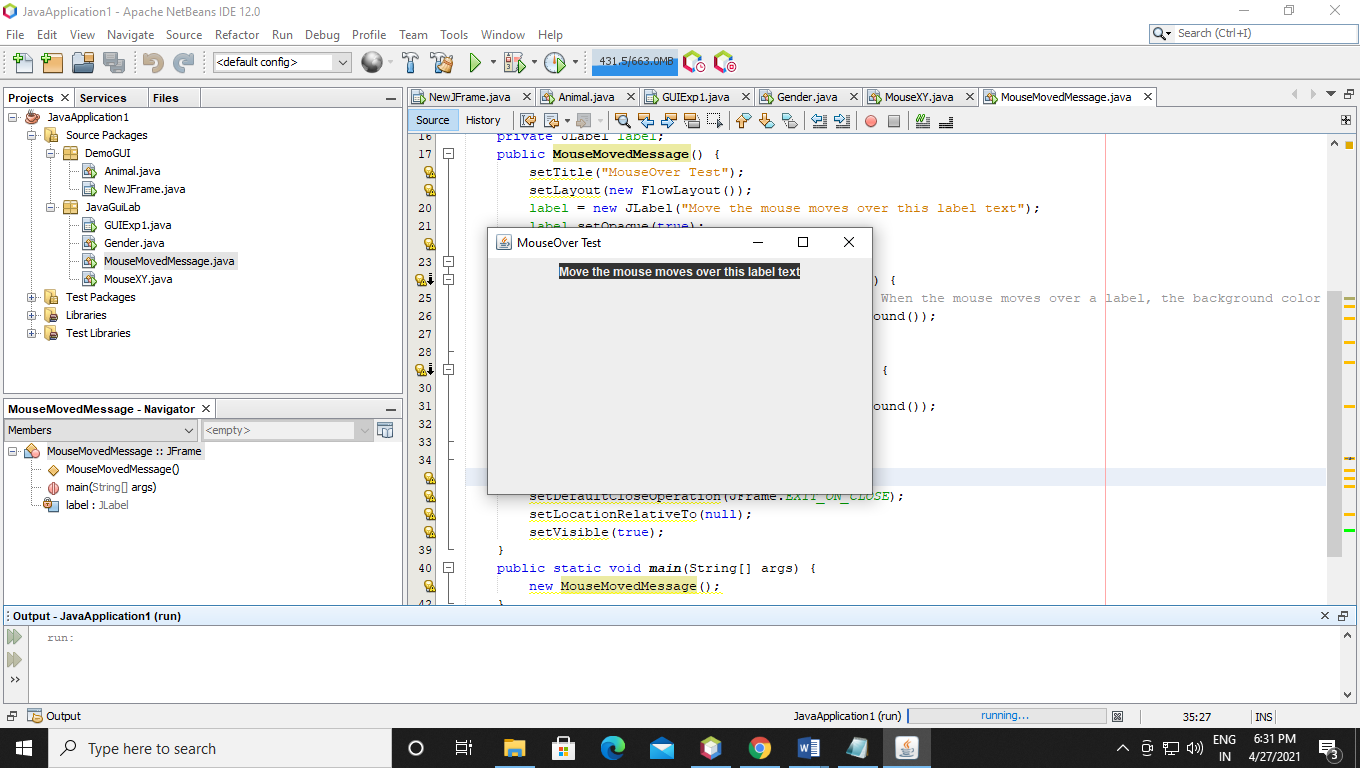 JavaApplication1 - Apache NetBeans IDE 12.0
File Edit View Navigate Source Refactor Run Debug Profile Team Tools Window Help
Search (Ctrl+I)
<default config>
431.5/663.0MB
Projects Services Files
JavaApplication1
Source Packages
DemoGUI
Animal.java
NewJFrame.java
JavaGuiLab
GUIExp1.java
Gender.java
MouseMovedMessage.java
MouseXY.java
Test Packages
Libraries
Test Libraries
MouseMovedMessage - Navigator
Members
<empty>
MouseMovedMessage :: JFrame
MouseMovedMessage()
main(String[] args)
label : JLabel
NewJFrame.java Animal.java GUIExp1.java Gender.java MouseXY.java MouseMovedMessage.java
Source History
16 private JLabel label;
17 public MouseMovedMessage() {
setTitle("MouseOver Test");
setLayout(new FlowLayout());
20 label = new JLabel("Move the mouse moves over this label text");
21 label.setOpaque(true);
MouseOver Test
Move the mouse moves over this label text
23
) {
25 When the mouse moves over a label, the background color
26 ound());
27
28
{
30
31 ound());
32
33
34
setDefaultCloseOperation(JFrame.EXIT_ON_CLOSE);
setLocationRelativeTo(null);
setVisible(true);
39 }
40 public static void main(String[] args) {
new MouseMovedMessage();
42 }
Output - JavaApplication1 (run)
run:
Output
JavaApplication1 (run) running... 35:27 INS
Type here to search
ENG
IN
6:31 PM
4/27/2021
3